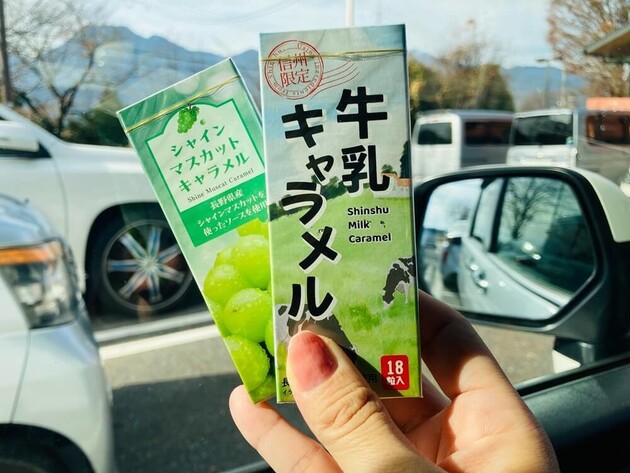 シャイン
マスカット
キャラメル
Shine Muscat Caramel
長野県産
シャインマスカットを
使ったソースを使用
信州
限定
牛乳
キャラメル
Shinshu
Milk
Caramel
18
粒入